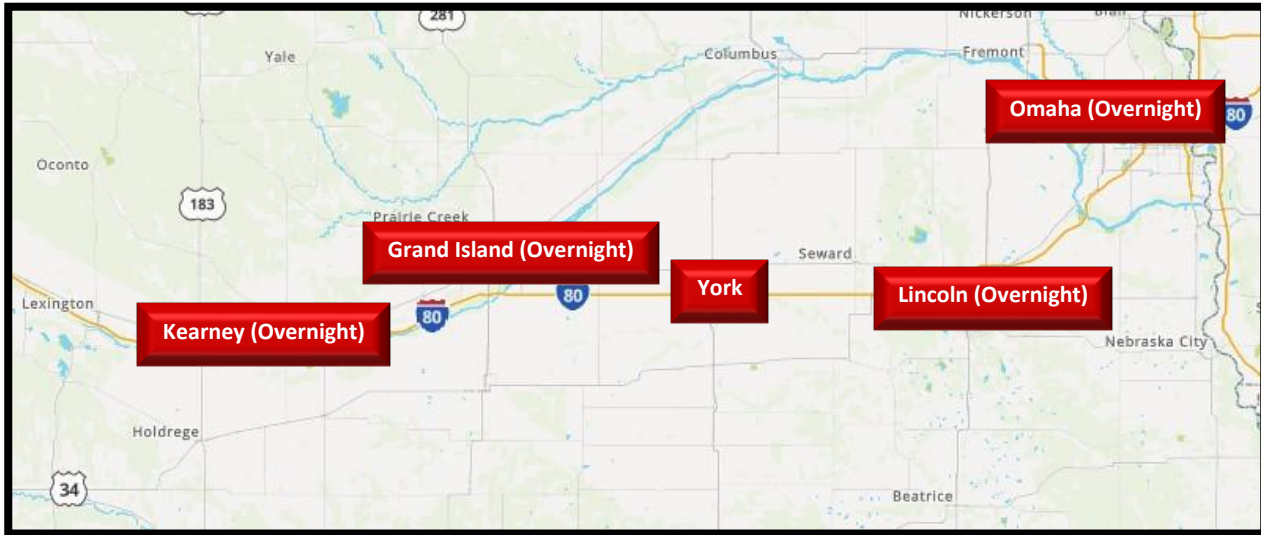 281
Nickerson
Blair
Yale
Columbus
Fremont
Omaha (Overnight)
80
Oconto
183
Prairie Creek
Grand Island (Overnight)
Seward
York
80
Lincoln (Overnight)
Lexington
80
Kearney (Overnight)
Nebraska City
Holdrege
34
Beatrice